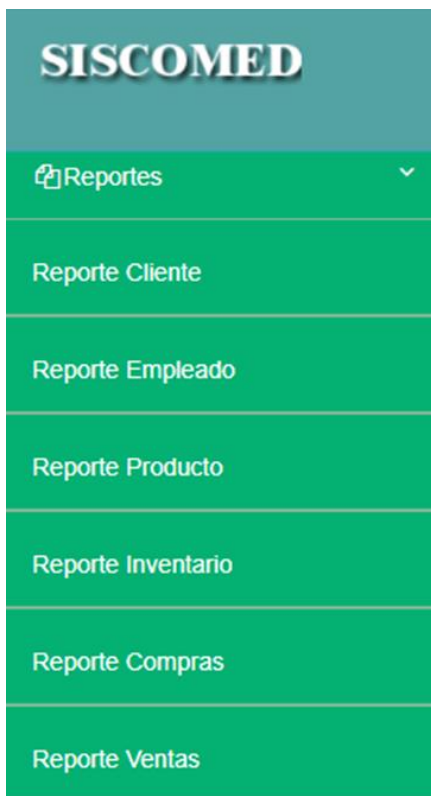 SISCOMED
Reportes
Reporte Cliente
Reporte Empleado
Reporte Producto
Reporte Inventario
Reporte Compras
Reporte Ventas